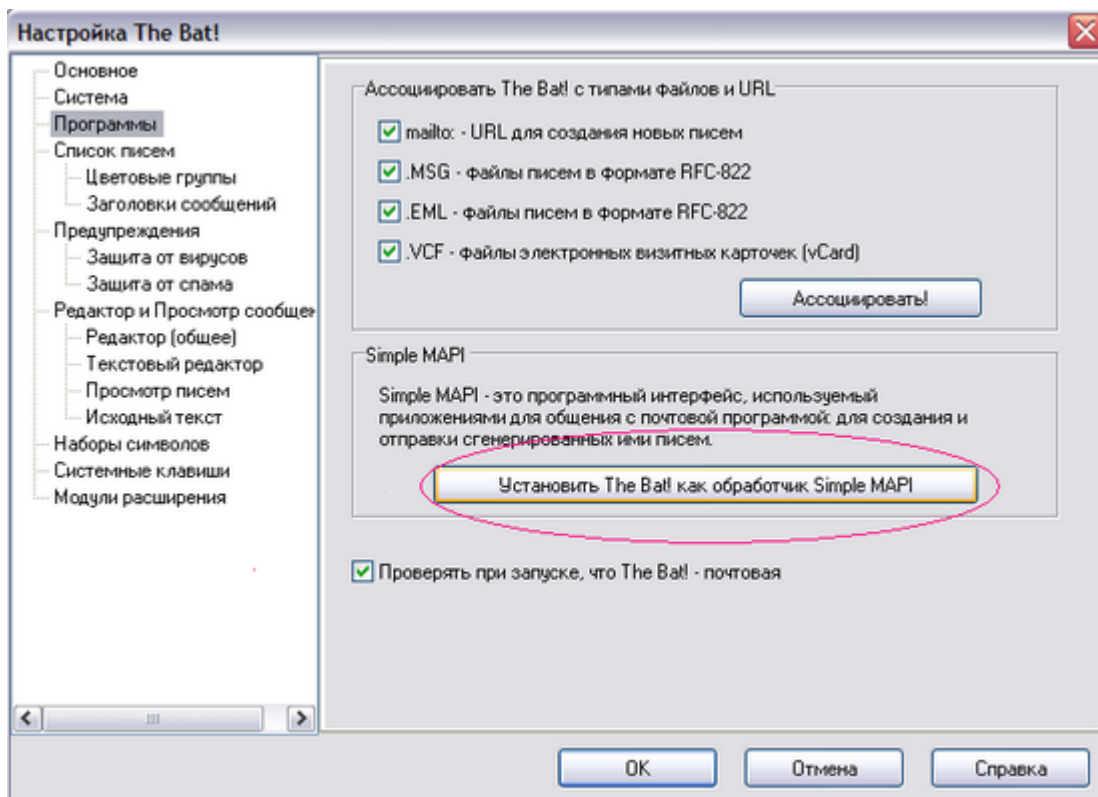 Настройка The Bat!
Основное
Система
Программы
Список писем
Цветовые группы
Заголовки сообщений
Предупреждения
Защита от вирусов
Защита от спама
Редактор и Просмотр сообщен
Редактор (общее)
Текстовый редактор
Просмотр писем
Исходный текст
Наборы символов
Системные клавиши
Модули расширения
Ассоциировать The Bat! с типами файлов и URL
mailto: - URL для создания новых писем
.MSG - файлы писем в формате RFC-822
.EML - файлы писем в формате RFC-822
.VCF - файлы электронных визитных карточек (vCard)
Ассоциировать!
Simple MAPI
Simple MAPI - это программный интерфейс, используемый
приложениями для общения с почтовой программой: для создания и
отправки сгенерированных ими писем.
Установить The Bat! как обработчик Simple MAPI
Проверять при запуске, что The Bat! - почтовая
OK
Отмена
Справка